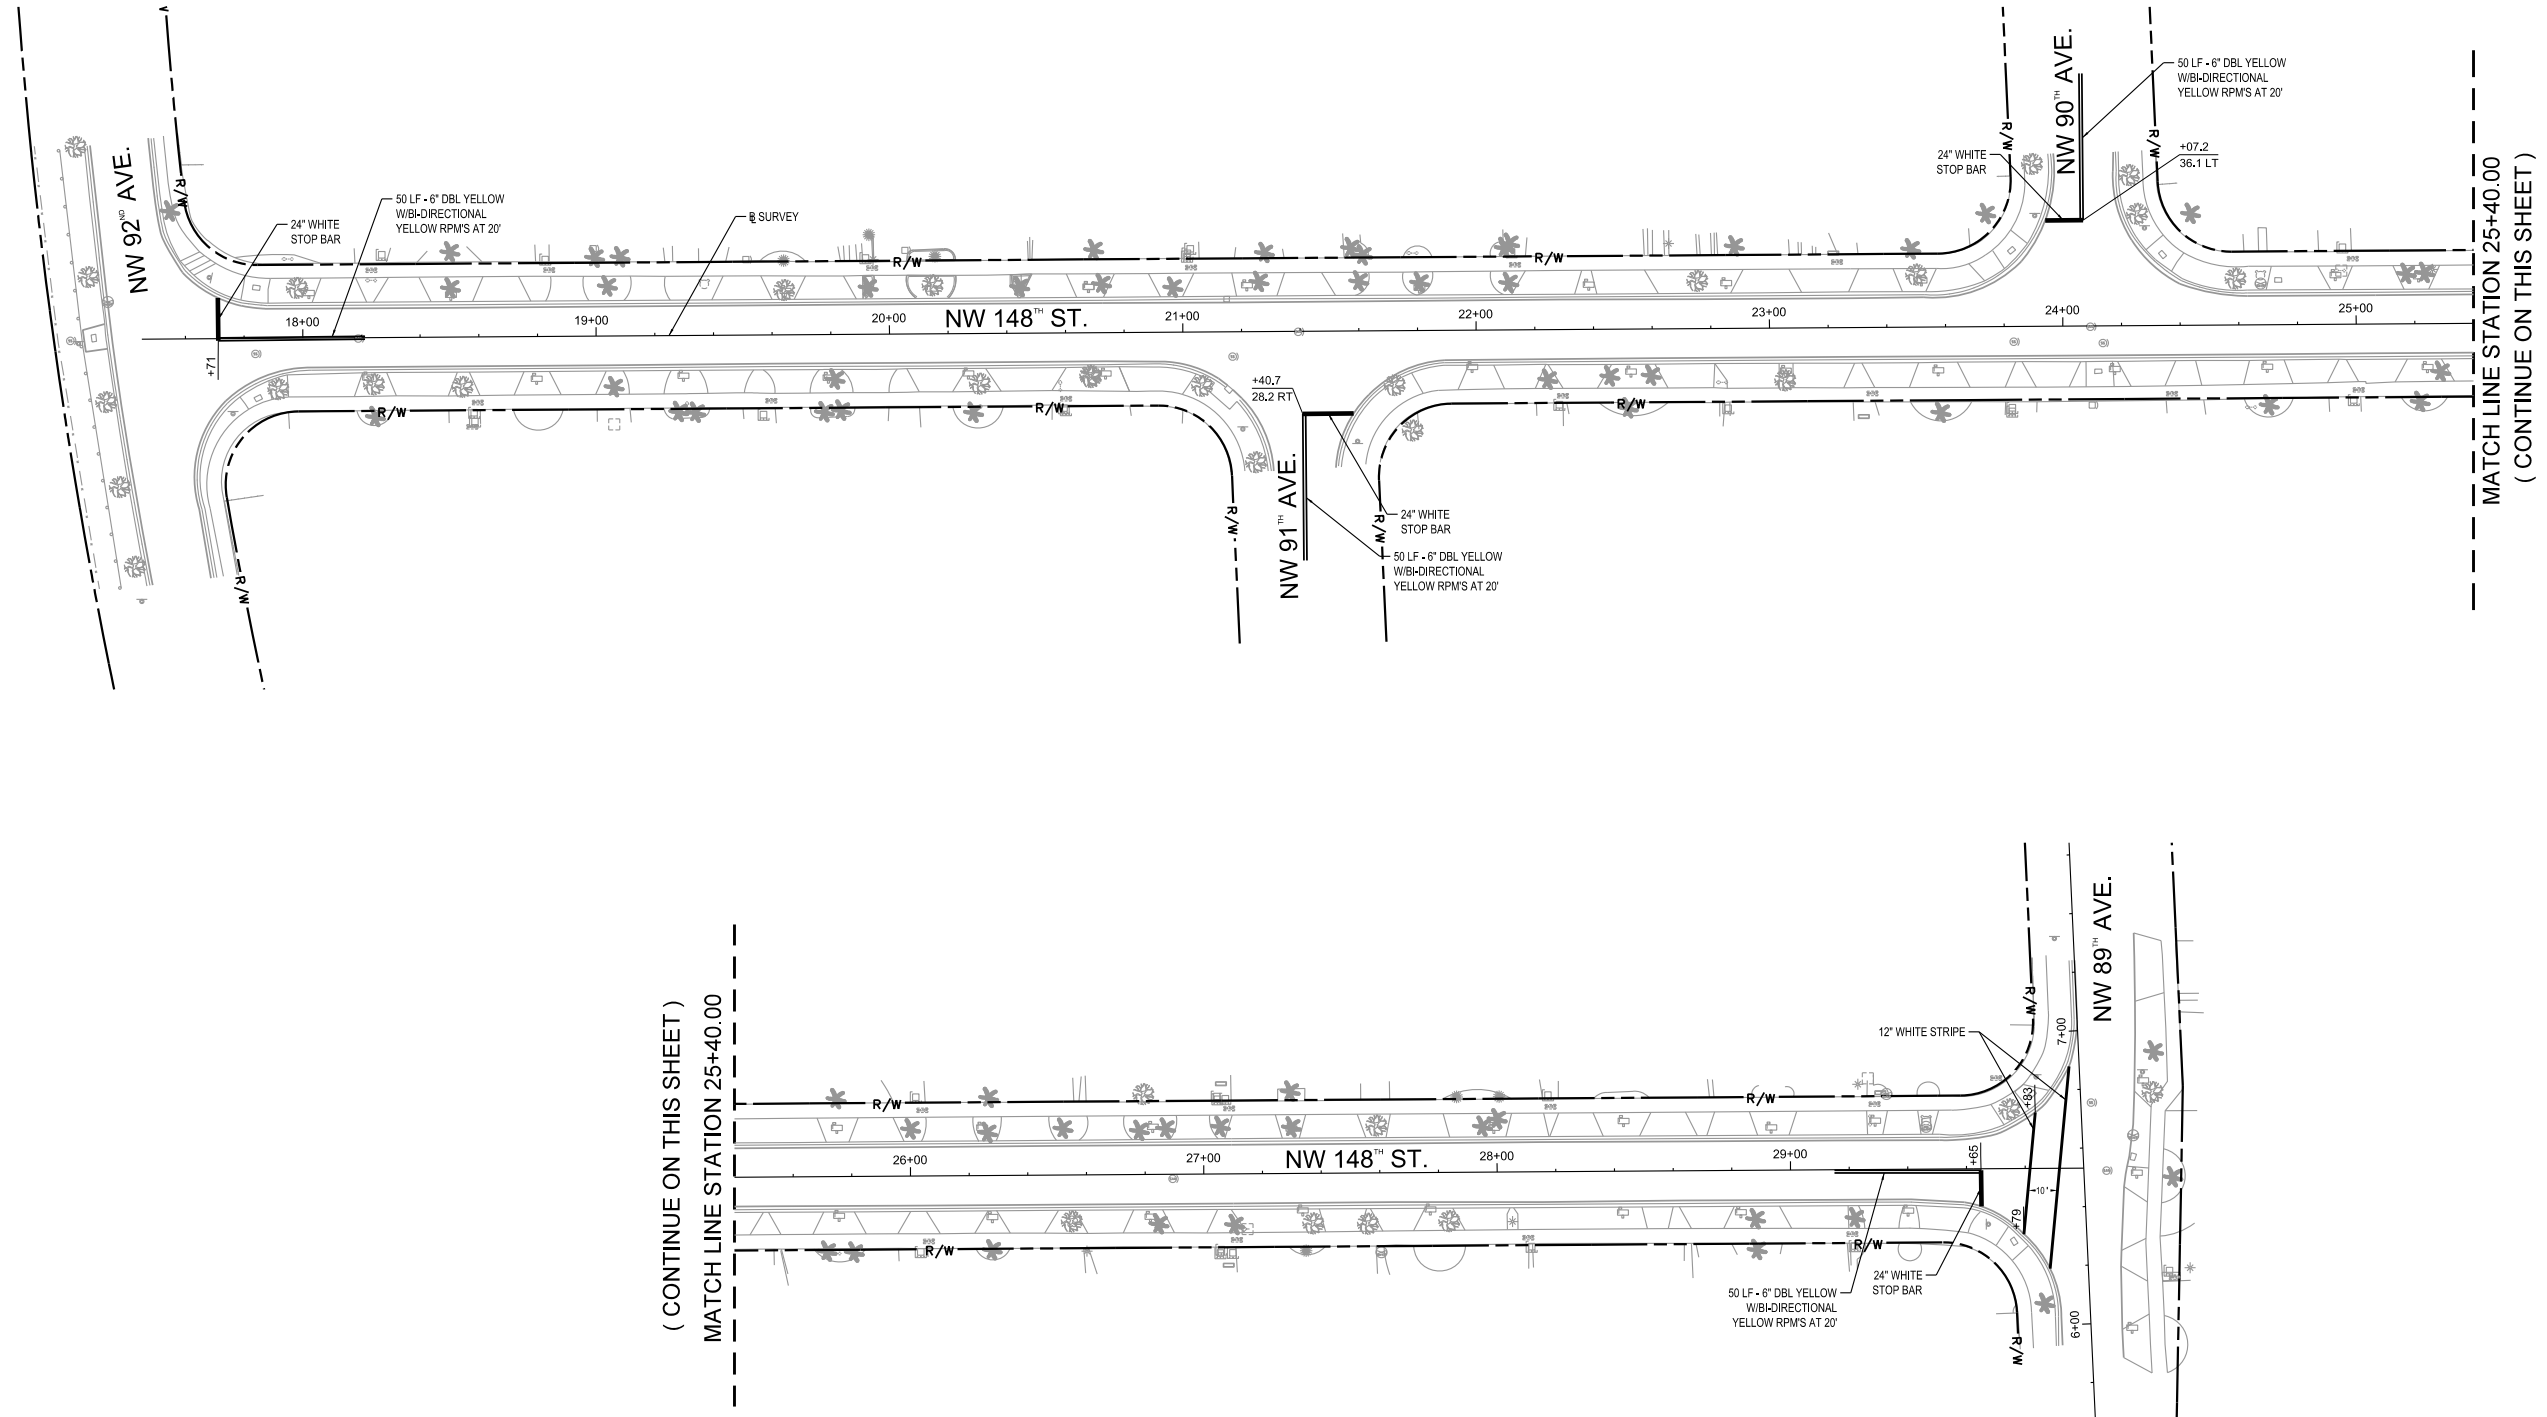 NW 92ND AVE.
R/W
24" WHITE
STOP BAR
50 LF - 6" DBL YELLOW
W/BI-DIRECTIONAL
YELLOW RPM'S AT 20'
SURVEY
R/W
R/W
R/W
24" WHITE
STOP BAR
NW 90TH AVE.
50 LF - 6" DBL YELLOW
W/BI-DIRECTIONAL
YELLOW RPM'S AT 20'
R/W
+07.2
36.1 LT
MATCH LINE STATION 25+40.00
( CONTINUE ON THIS SHEET )
18+00
19+00
20+00
NW 148TH ST.
21+00
22+00
23+00
24+00
25+00
+71
+40.7
28.2 RT
R/W
R/W
R/W
R/W
R/W
NW 91TH AVE.
R/W
24" WHITE
STOP BAR
50 LF - 6" DBL YELLOW
W/BI-DIRECTIONAL
YELLOW RPM'S AT 20'
( CONTINUE ON THIS SHEET )
MATCH LINE STATION 25+40.00
R/W
R/W
R/W
12" WHITE STRIPE
NW 89TH AVE.
7+00
+83
26+00
27+00
NW 148TH ST.
28+00
29+00
+65
10'
+79
R/W
R/W
50 LF - 6" DBL YELLOW
W/BI-DIRECTIONAL
YELLOW RPM'S AT 20'
24" WHITE
STOP BAR
6+00
R/W